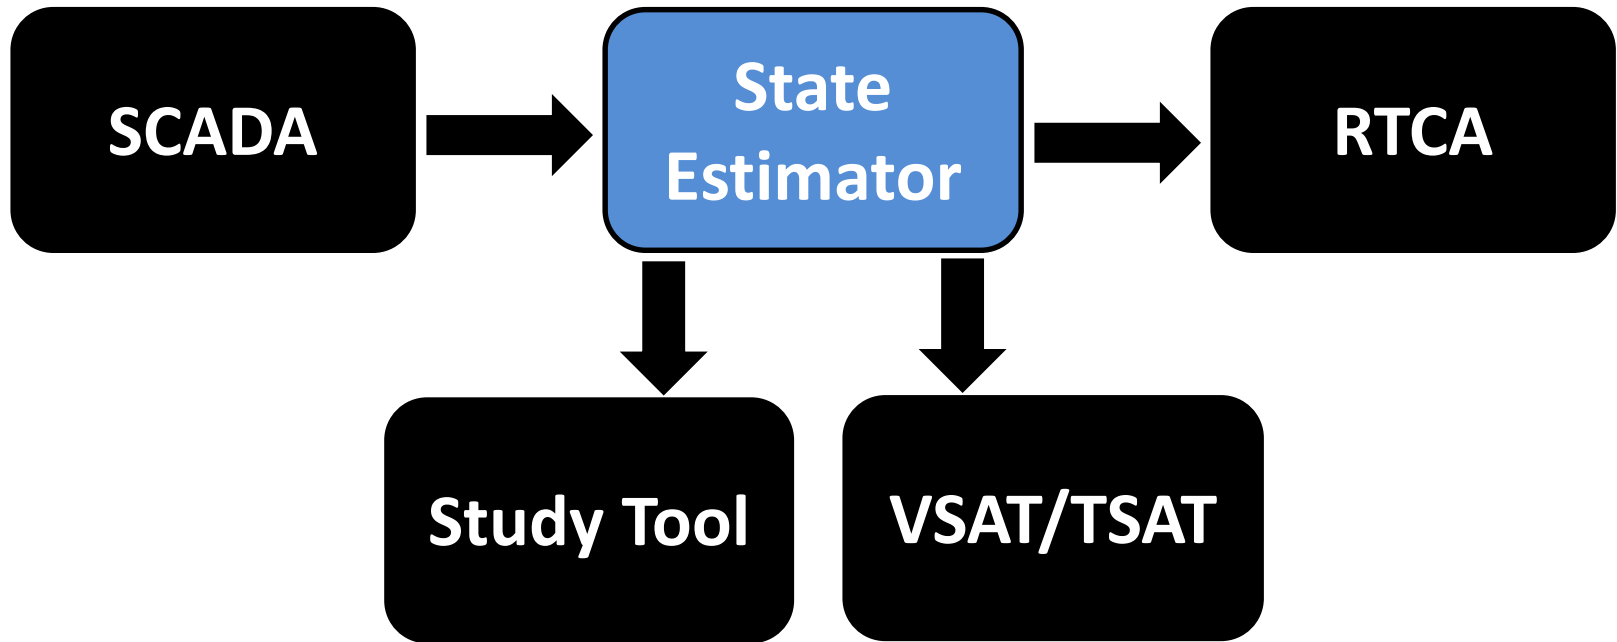 SCADA
State
Estimator
RTCA
Study Tool
VSAT/TSAT